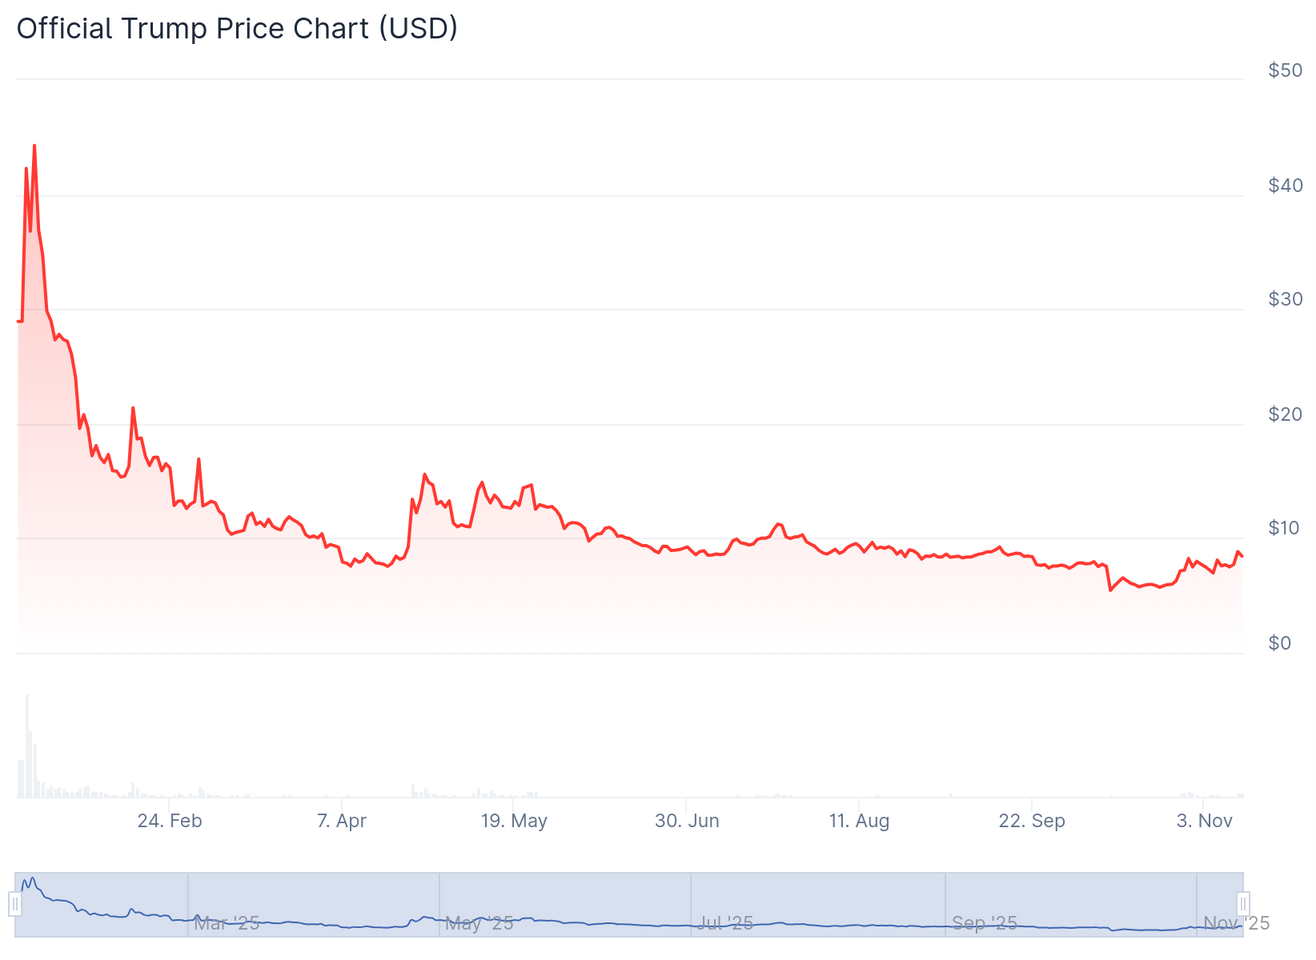 Official Trump Price Chart (USD)
$50
$40
$30
$20
$10
$0
24. Feb
7. Apr
19. May
30. Jun
11. Aug
22. Sep
3. Nov
Mar '25
May '25
Jul '25
Sep '25
Nov '25